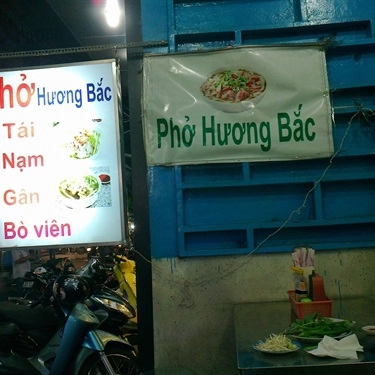 Phở Hương Bắc
Tái
Nạm
Gân
Bò viên
Phở Hương Bắc